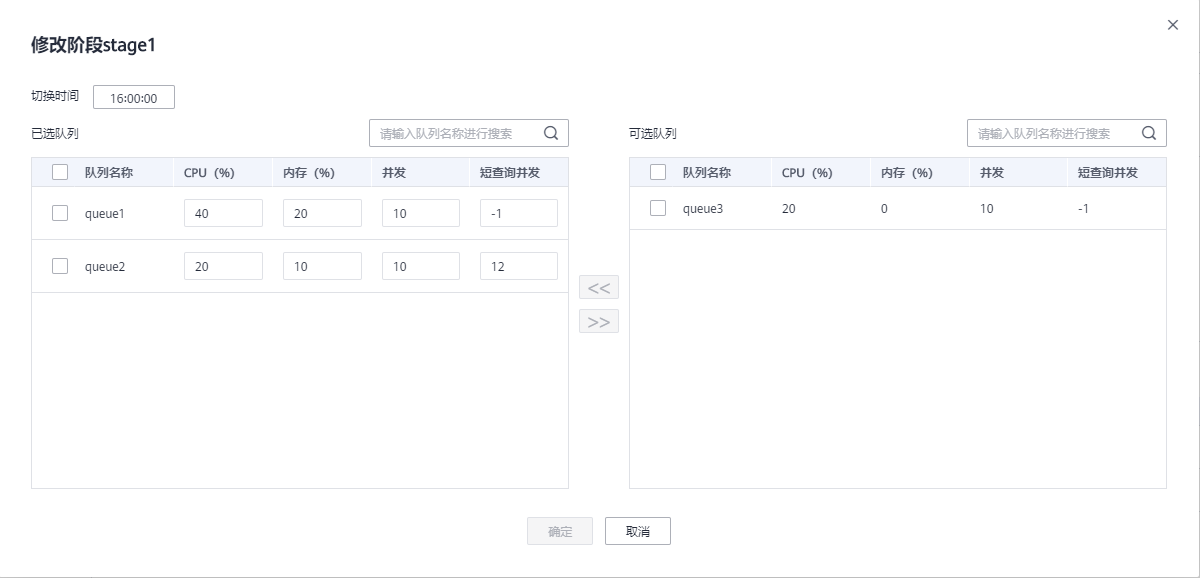 修改阶段stage1
切换时间 16:00:00
已选队列 请输入队列名称进行搜索
队列名称 CPU（%） 内存（%） 并发 短查询并发
queue1 40 20 10 -1
queue2 20 10 10 12
<<
>>
可选队列 请输入队列名称进行搜索
队列名称 CPU（%） 内存（%） 并发 短查询并发
queue3 20 0 10 -1
确定 取消